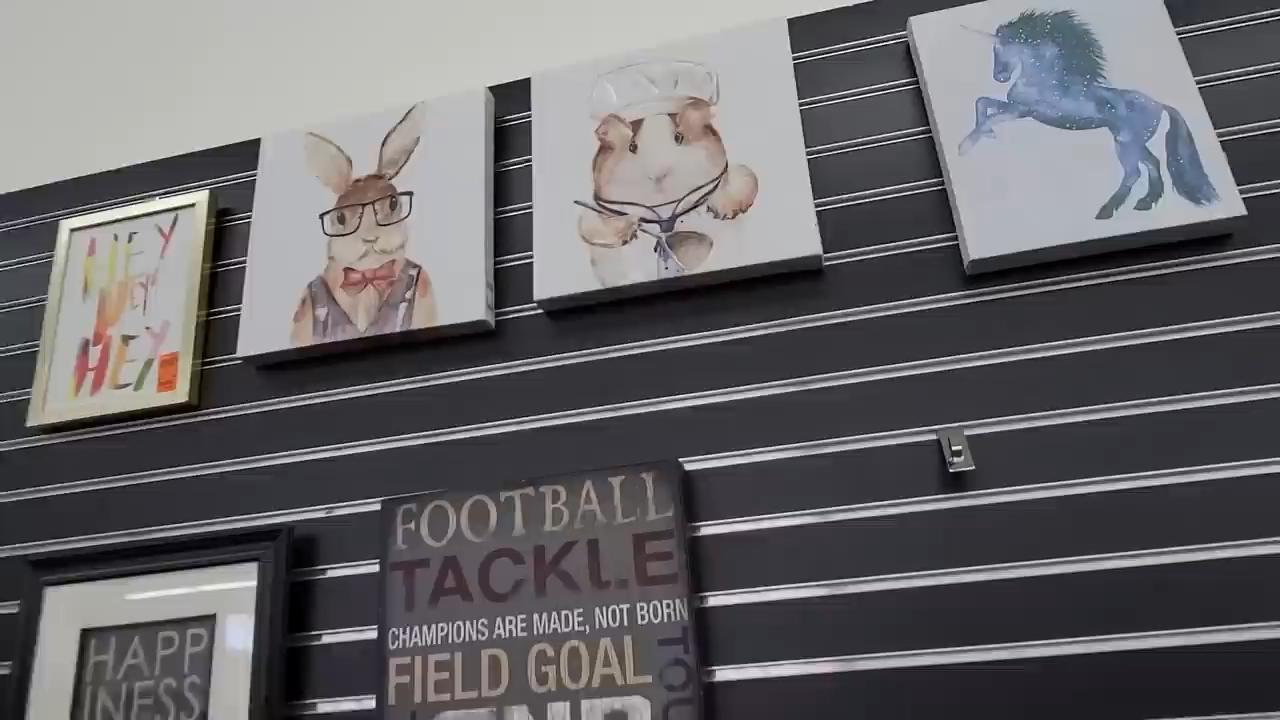 HEY
HEY
HEY
FOOTBALL
TACKLE
CHAMPIONS ARE MADE, NOT BORN
FIELD GOAL
HAPP
INESS